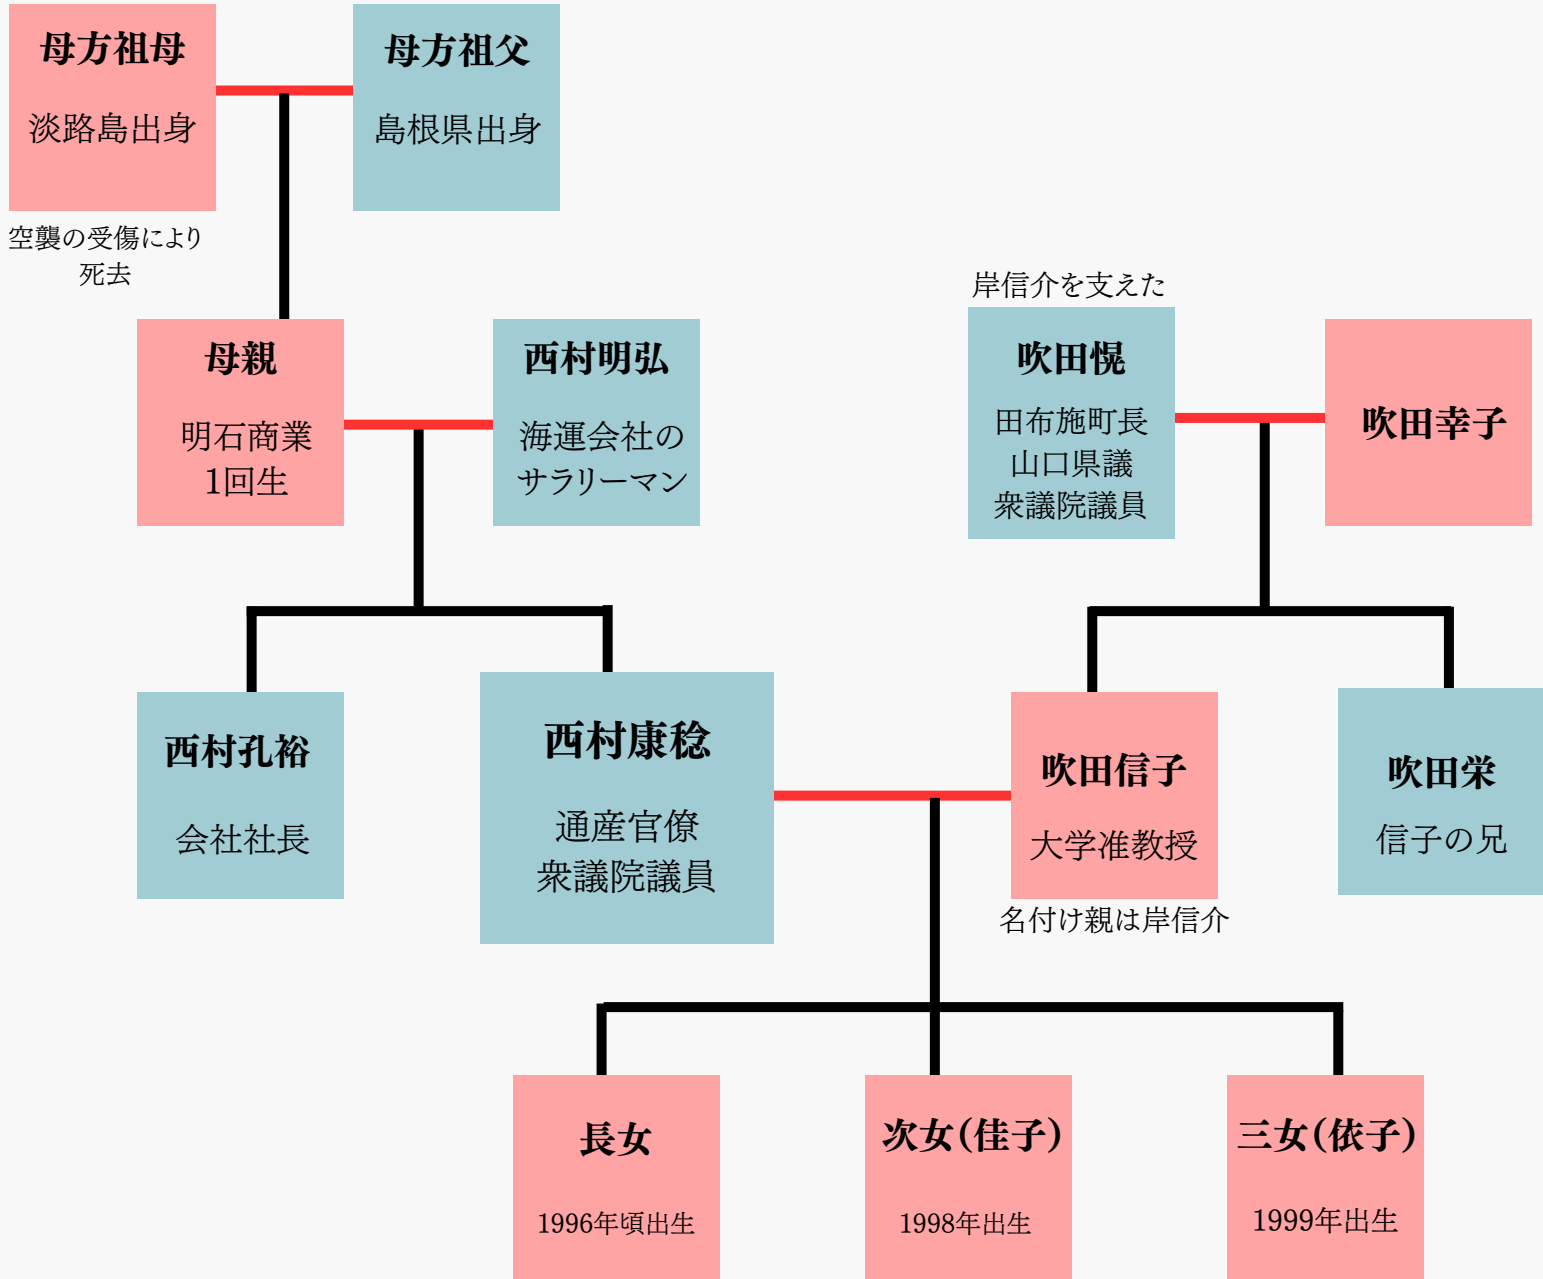 母方祖母
淡路島出身
空襲の受傷により
死去
母方祖父
島根県出身
母親
明石商業
1回生
西村明弘
海運会社の
サラリーマン
岸信介を支えた
吹田愰
田布施町長
山口県議
衆議院議員
吹田幸子
西村孔裕
会社社長
西村康稔
通産官僚
衆議院議員
吹田信子
大学准教授
名付け親は岸信介
吹田栄
信子の兄
長女
1996年頃出生
次女(佳子)
1998年出生
三女(依子)
1999年出生